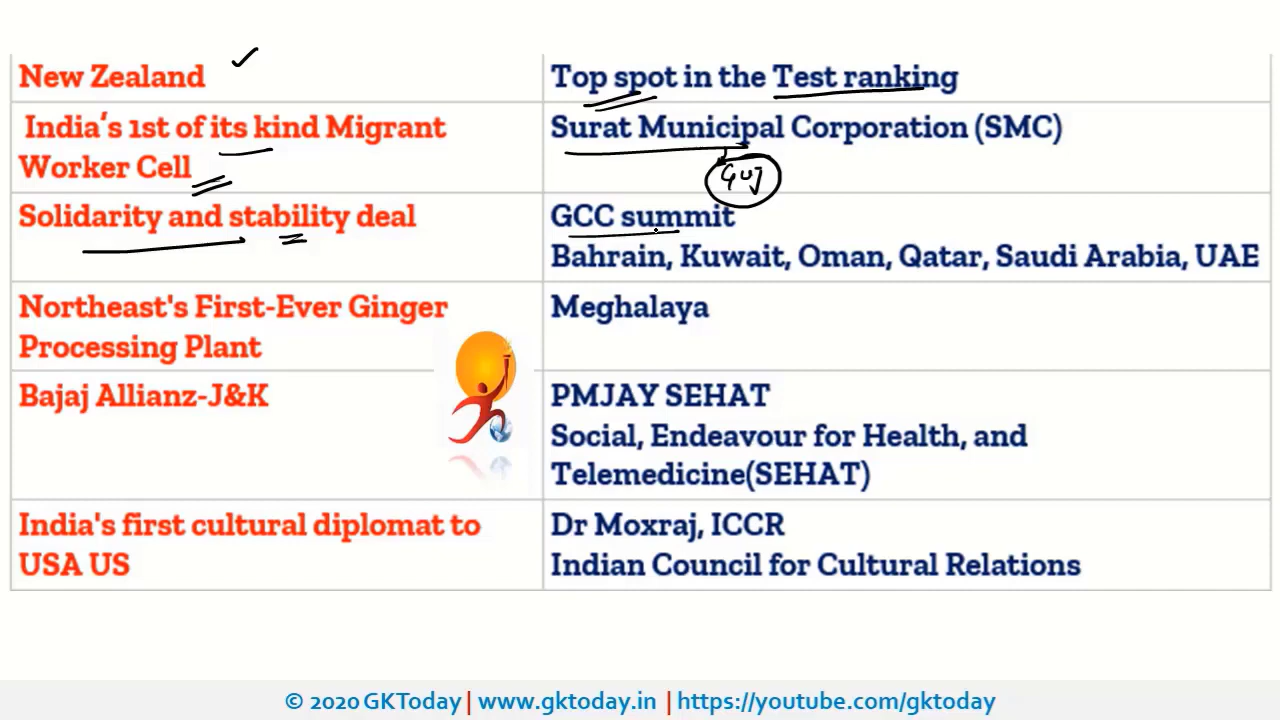 New Zealand
Top spot in the Test ranking
India's 1st of its kind Migrant
Worker Cell
Surat Municipal Corporation (SMC)
GUJ
Solidarity and stability deal
GCC summit
Bahrain, Kuwait, Oman, Qatar, Saudi Arabia, UAE
Northeast's First-Ever Ginger
Processing Plant
Meghalaya
Bajaj Allianz-J&K
PMJAY SEHAT
Social, Endeavour for Health, and
Telemedicine(SEHAT)
India's first cultural diplomat to
USA US
Dr Moxraj, ICCR
Indian Council for Cultural Relations
© 2020 GKToday | www.gktoday.in | https://youtube.com/gktoday